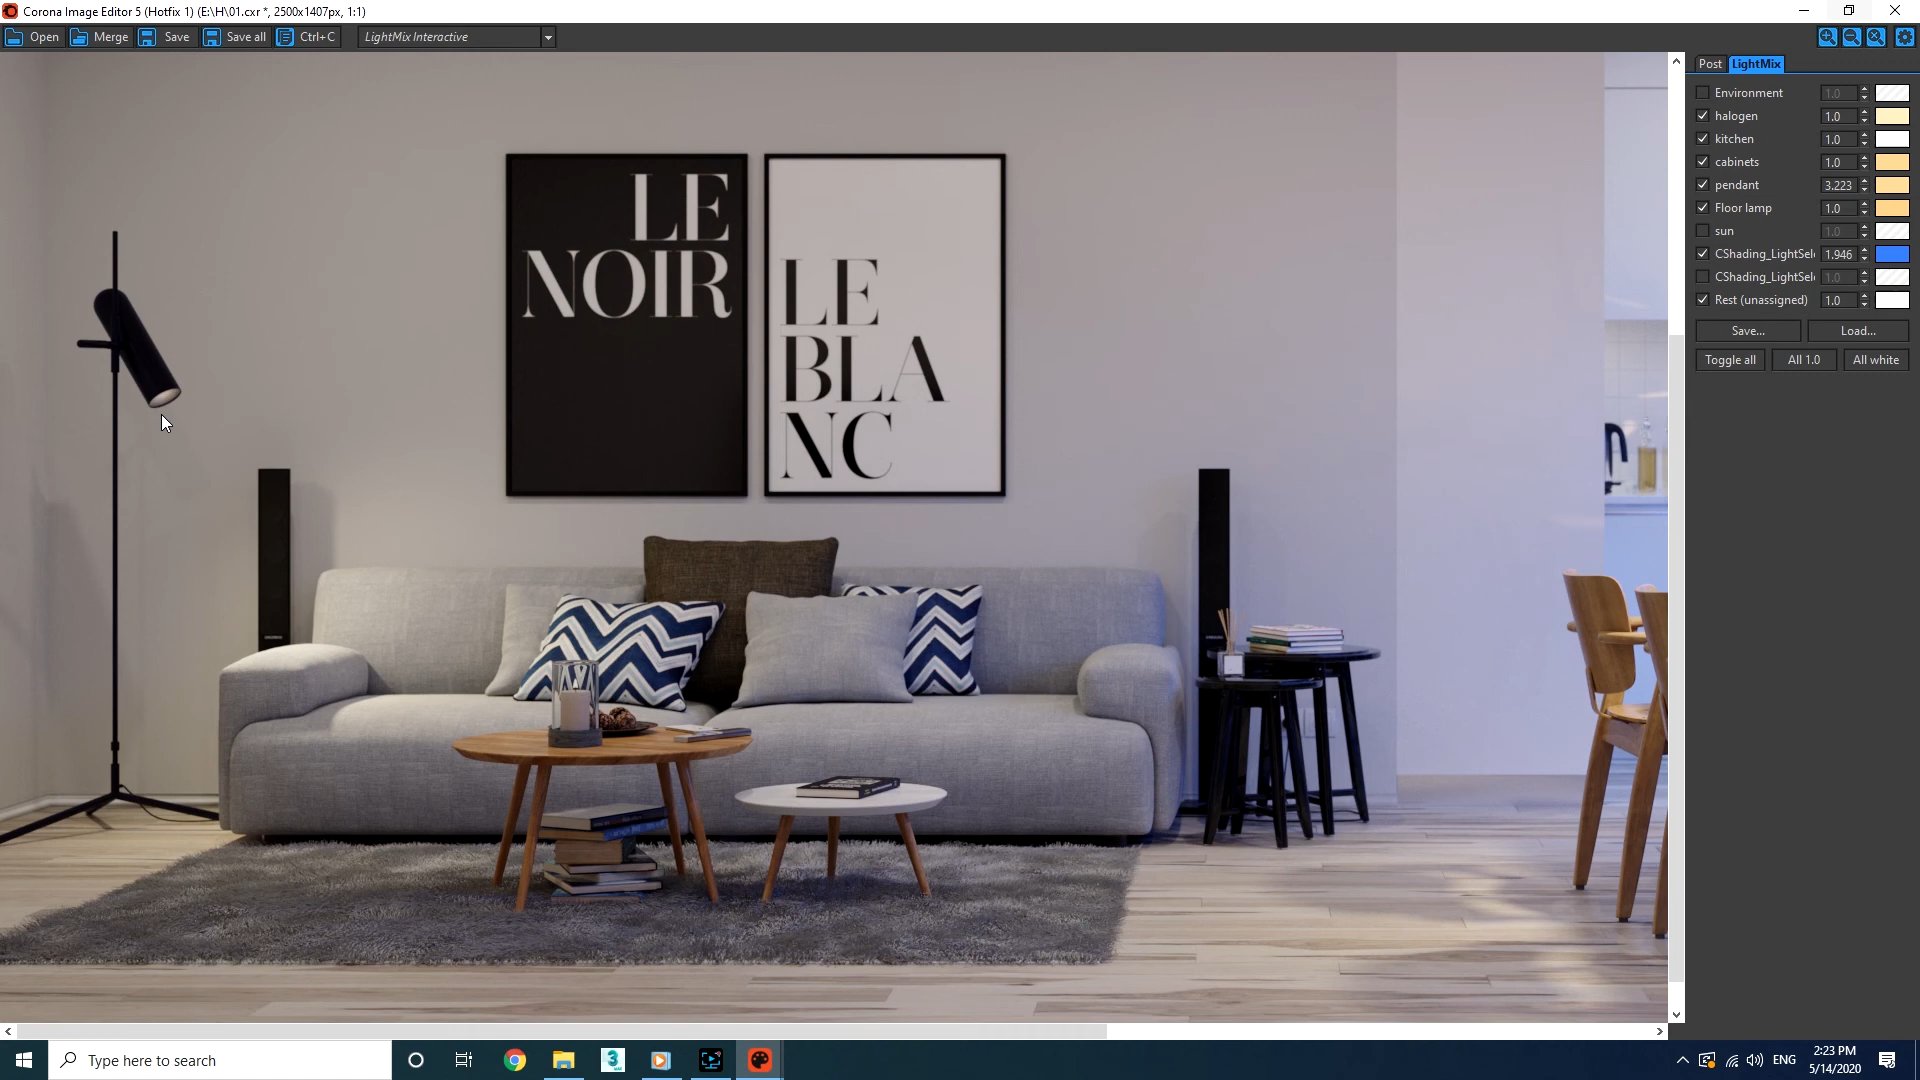 Corona Image Editor 5 (Hotfix 1) (E:\H\01.cxr *, 2500x1407px, 1:1)
Open Merge Save Save all Ctrl+C LightMix Interactive
Post LightMix
Environment 1.0
halogen 1.0
kitchen 1.0
cabinets 1.0
pendant 3.223
Floor lamp 1.0
sun 1.0
CShading_LightSel 1.946
CShading_LightSel 1.0
Rest (unassigned) 1.0
Save... Load...
Toggle all All 1.0 All white
LE
NOIR
LE
BLA
NC
Type here to search
ENG
2:23 PM
5/14/2020